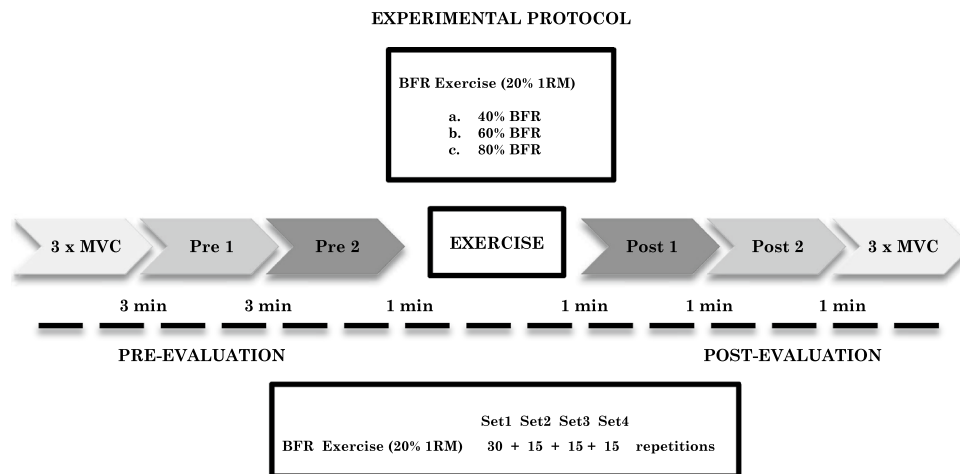 EXPERIMENTAL PROTOCOL
BFR Exercise (20% 1RM)
a. 40% BFR
b. 60% BFR
c. 80% BFR
3 x MVC Pre 1 Pre 2 EXERCISE Post 1 Post 2 3 x MVC
3 min 3 min 1 min 1 min 1 min 1 min
PRE-EVALUATION POST-EVALUATION
Set1 Set2 Set3 Set4
BFR Exercise (20% 1RM) 30 + 15 + 15 + 15 repetitions